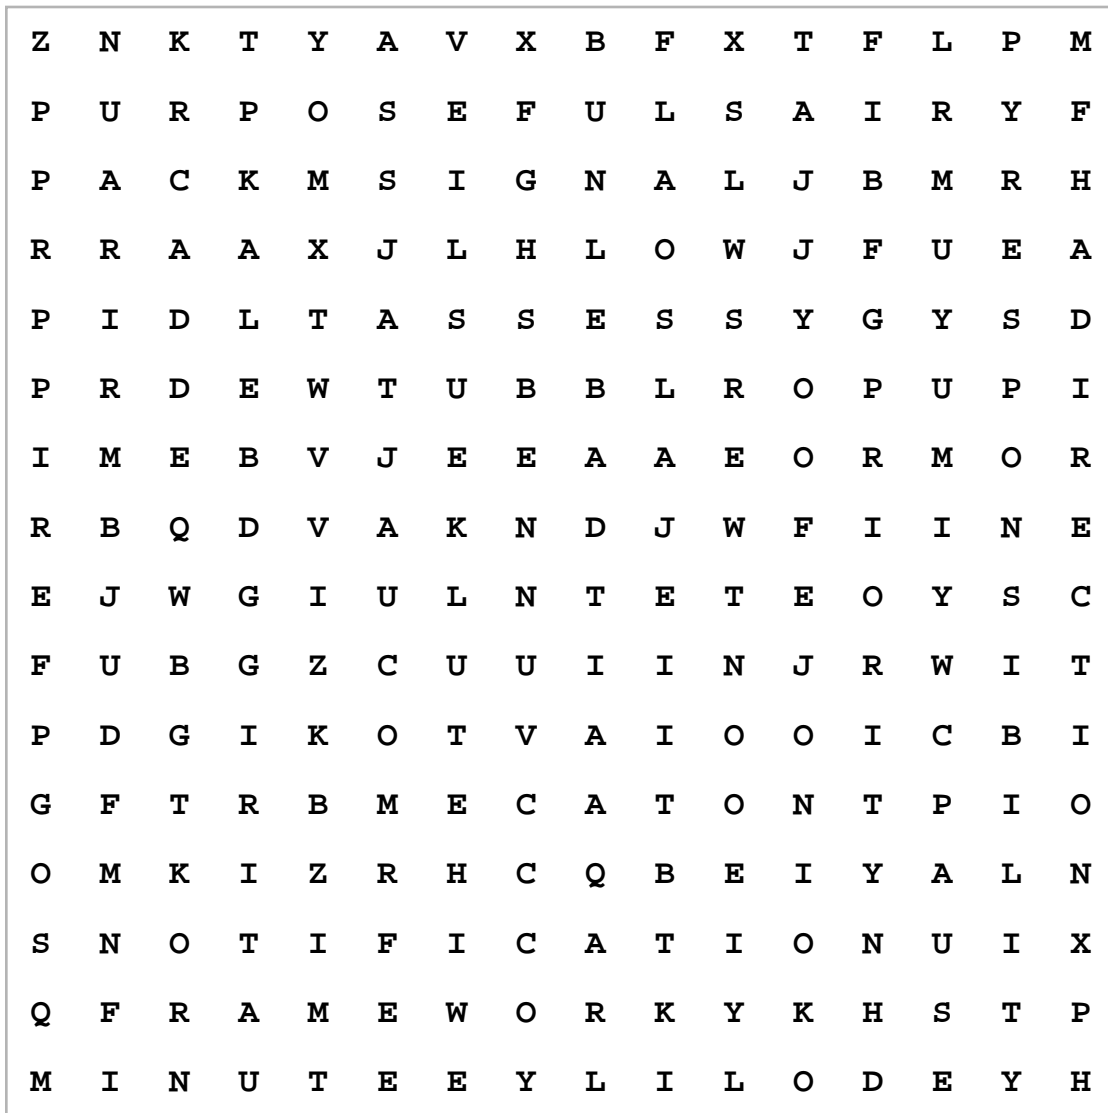 Z N K T Y A V X B F X T F L P M
P U R P O S E F U L S A I R Y F
P A C K M S I G N A L J B M R H
R R A A X J L H L O W J F U E A
P I D L T A S S E S S Y G Y S D
P R D E W T U B B L R O P U P I
I M E B V J E E A A E O R M O R
R B Q D V A K N D J W F I I N E
E J W G I U L N T E T E O Y S C
F U B G Z C U U I I N J R W I T
P D G I K O T V A I O O I C B I
G F T R B M E C A T O N T P I O
O M K I Z R H C Q B E I Y A L N
S N O T I F I C A T I O N U I X
Q F R A M E W O R K Y K H S T P
M I N U T E E Y L I L O D E Y H